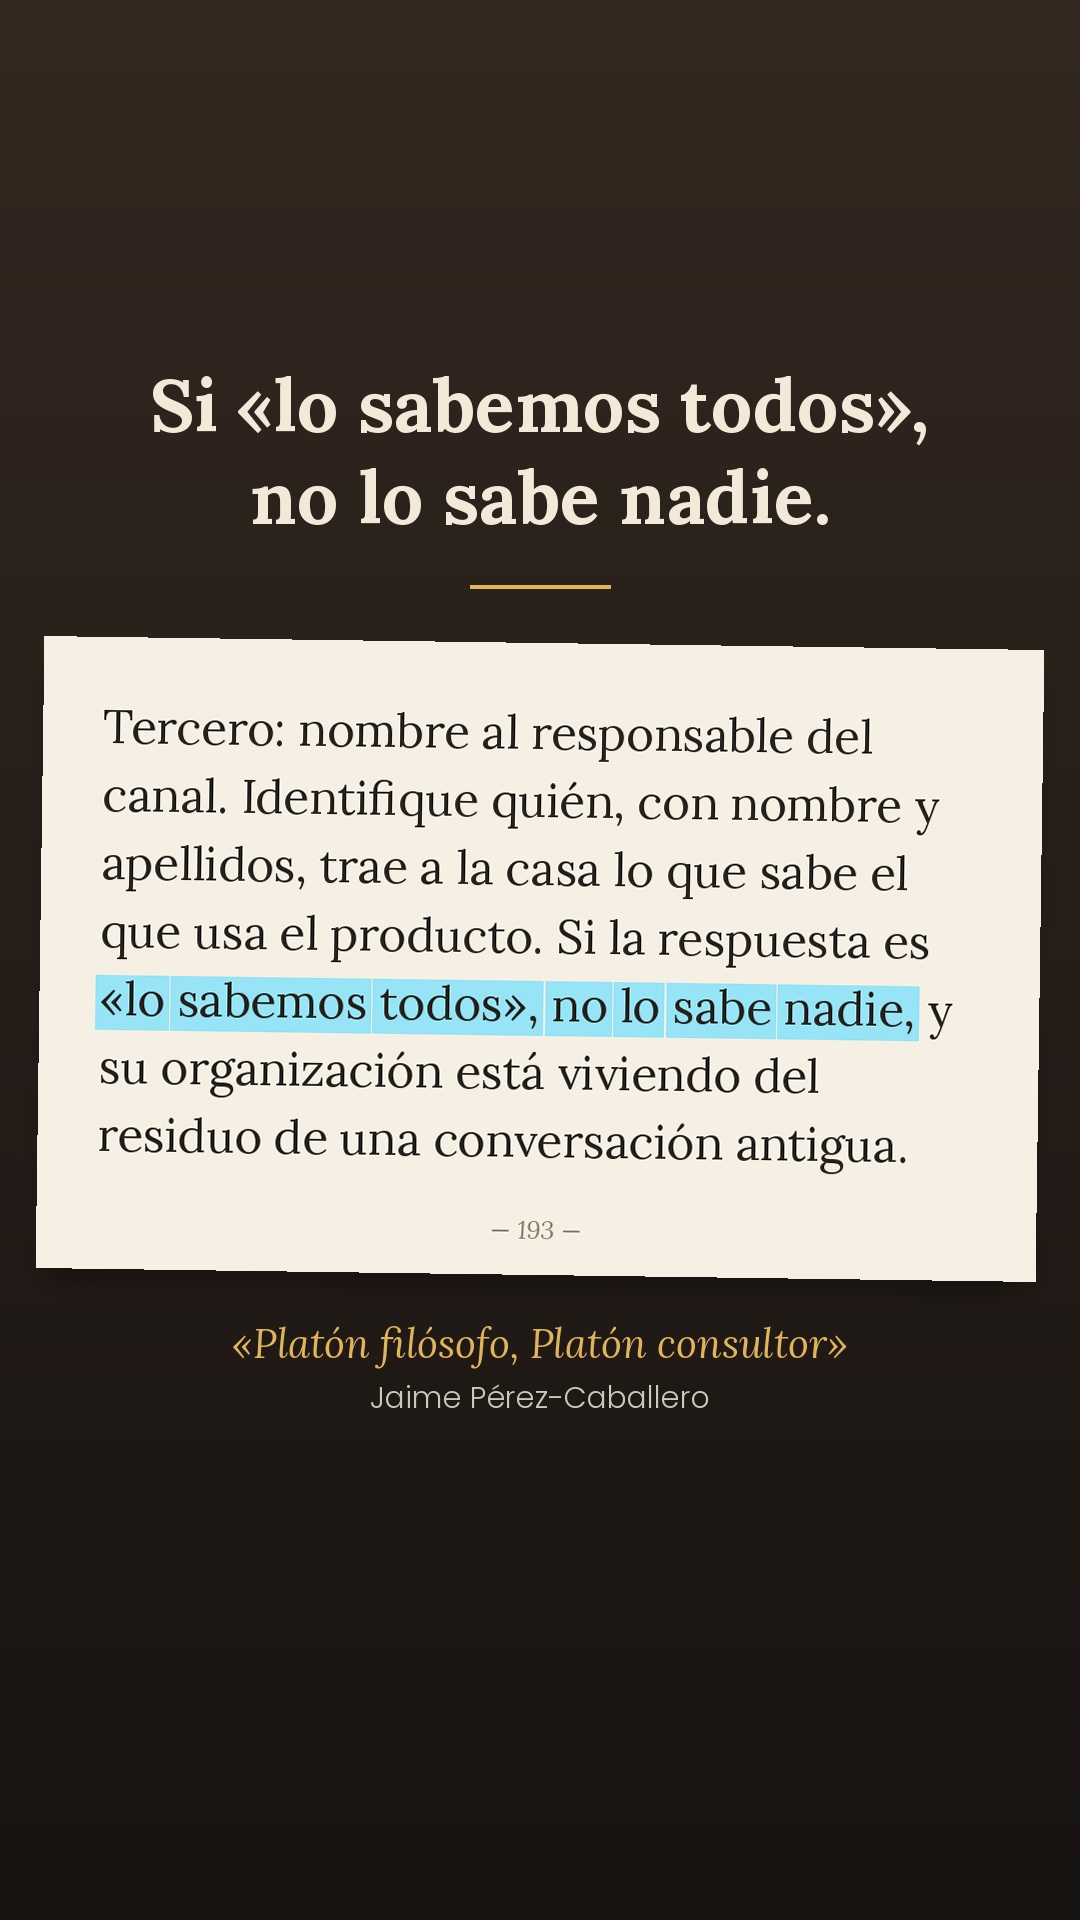 Si «lo sabemos todos»,
no lo sabe nadie.
Tercero: nombre al responsable del
canal. Identifique quién, con nombre y
apellidos, trae a la casa lo que sabe el
que usa el producto. Si la respuesta es
«lo sabemos todos», no lo sabe nadie, y
su organización está viviendo del
residuo de una conversación antigua.
— 193 —
«Platón filósofo, Platón consultor»
Jaime Pérez-Caballero